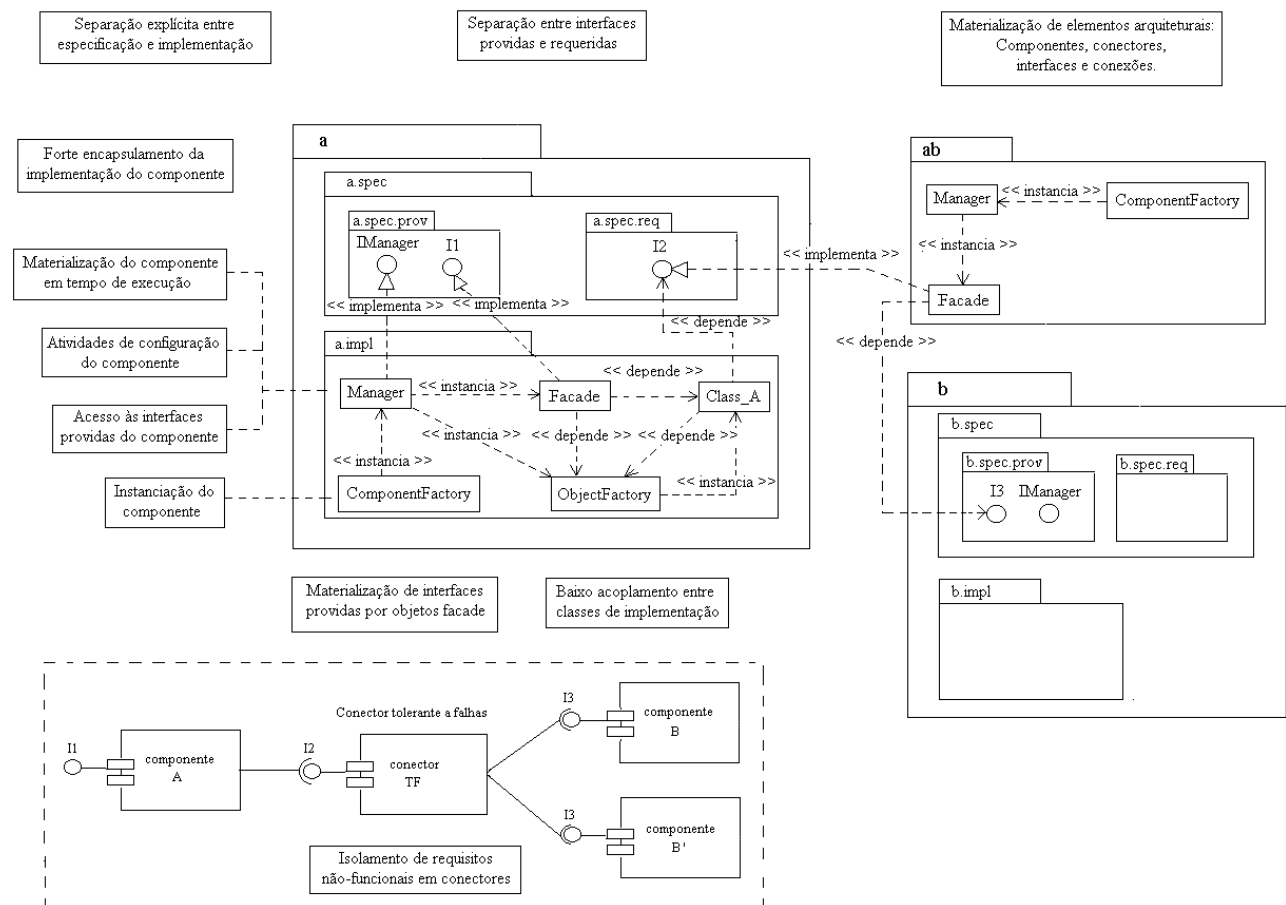 Separação explícita entre
especificação e implementação
Separação entre interfaces
providas e requeridas
Materialização de elementos arquiteturais:
Componentes, conectores,
interfaces e conexões.
Forte encapsulamento da
implementação do componente
Materialização do componente
em tempo de execução
Atividades de configuração
do componente
Acesso às interfaces
providas do componente
Instanciação do
componente
a
a.spec
a.spec.prov
IManager
I1
a.spec.req
I2
<< implementa >>
<< implementa >>
<< depende >>
a.impl
Manager
<< instancia >>
Facade
<< depende >>
Class_A
<< instancia >>
<< depende >>
<< depende >>
<< instancia >>
ComponentFactory
ObjectFactory
<< instancia >>
<< implementa >>
ab
Manager
<< instancia >>
ComponentFactory
<< instancia >>
Facade
<< depende >>
b
b.spec
b.spec.prov
I3
IManager
b.spec.req
b.impl
Materialização de interfaces
providas por objetos facade
Baixo acoplamento entre
classes de implementação
I1
componente
A
I2
Conector tolerante a falhas
conector
TF
I3
componente
B
I3
componente
B'
Isolamento de requisitos
não-funcionais em conectores